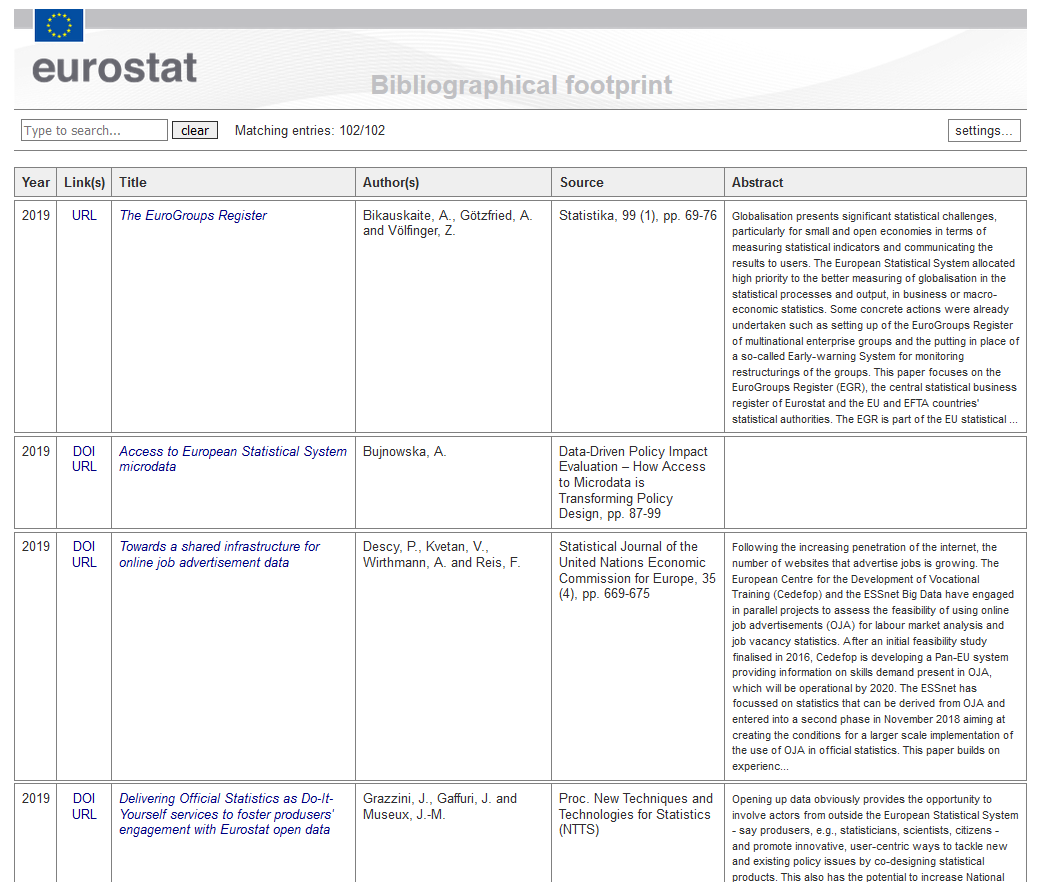 eurostat
Bibliographical footprint
Type to search...
clear
Matching entries: 102/102
settings...
Year
Link(s)
Title
Author(s)
Source
Abstract
2019
URL
The EuroGroups Register
Bikauskaite, A., Götzfried, A.
and Völfinger, Z.
Statistika, 99 (1), pp. 69-76
Globalisation presents significant statistical challenges,
particularly for small and open economies in terms of
measuring statistical indicators and communicating the
results to users. The European Statistical System allocated
high priority to the better measuring of globalisation in the
statistical processes and output, in business or macro-
economic statistics. Some concrete actions were already
undertaken such as setting up of the EuroGroups Register
of multinational enterprise groups and the putting in place of
a so-called Early-warning System for monitoring
restructurings of the groups. This paper focuses on the
EuroGroups Register (EGR), the central statistical business
register of Eurostat and the EU and EFTA countries'
statistical authorities. The EGR is part of the EU statistical ...
2019
DOI
URL
Access to European Statistical System
microdata
Bujnowska, A.
Data-Driven Policy Impact
Evaluation – How Access
to Microdata is
Transforming Policy
Design, pp. 87-99
2019
DOI
URL
Towards a shared infrastructure for
online job advertisement data
Descy, P., Kvetan, V.,
Wirthmann, A. and Reis, F.
Statistical Journal of the
United Nations Economic
Commission for Europe, 35
(4), pp. 669-675
Following the increasing penetration of the internet, the
number of websites that advertise jobs is growing. The
European Centre for the Development of Vocational
Training (Cedefop) and the ESSnet Big Data have engaged
in parallel projects to assess the feasibility of using online
job advertisements (OJA) for labour market analysis and
job vacancy statistics. After an initial feasibility study
finalised in 2016, Cedefop is developing a Pan-EU system
providing information on skills demand present in OJA,
which will be operational by 2020. The ESSnet has
focussed on statistics that can be derived from OJA and
entered into a second phase in November 2018 aiming at
creating the conditions for a larger scale implementation of
the use of OJA in official statistics. This paper builds on
experienc...
2019
DOI
URL
Delivering Official Statistics as Do-It-
Yourself services to foster producers'
engagement with Eurostat open data
Grazzini, J., Gaffuri, J. and
Museux, J.-M.
Proc. New Techniques and
Technologies for Statistics
(NTTS)
Opening up data obviously provides the opportunity to
involve actors from outside the European Statistical System
- say producers, e.g., statisticians, scientists, citizens -
and promote innovative, user-centric ways to tackle new
and existing policy issues by co-designing statistical
products. This also has the potential to increase National